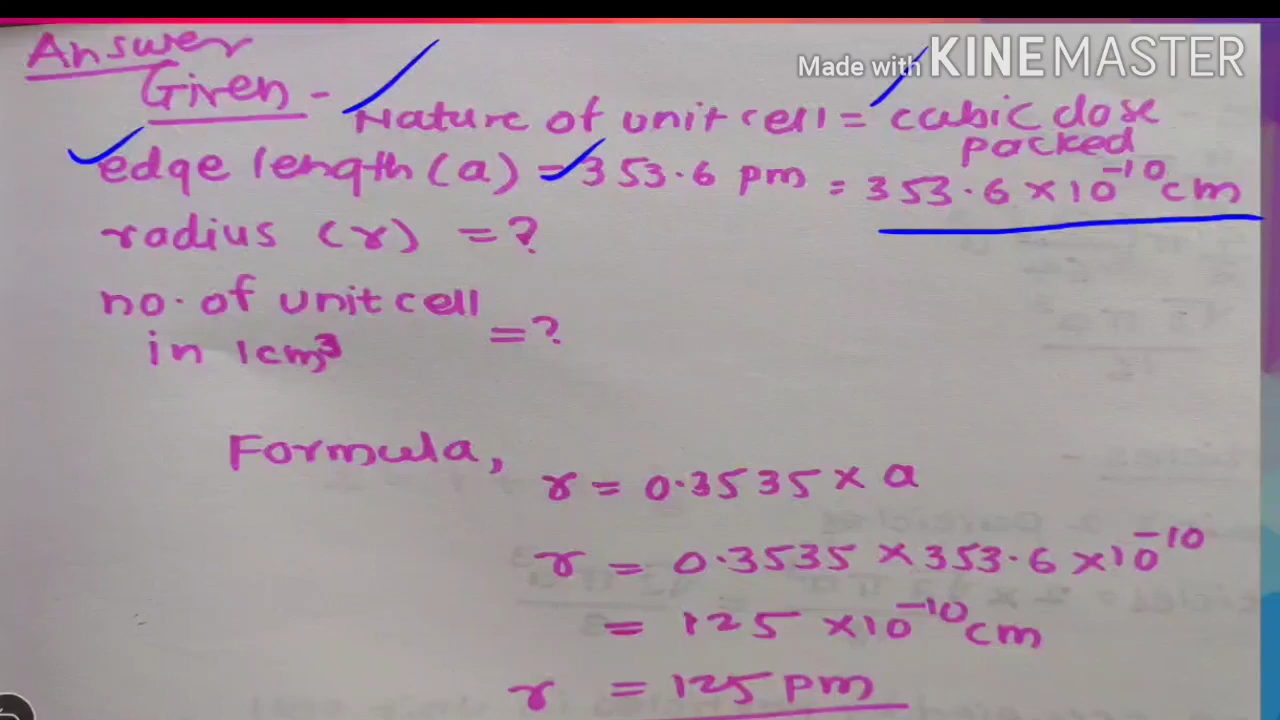 Answer
Made with KINEMASTER
Given -
Nature of unit cell = cubic close
packed
edge length (a) = 353.6 pm = 353.6 × 10⁻¹⁰ cm
radius (r) = ?
no. of unit cell
in 1cm³ = ?
Formula,
r = 0.3535 × a
r = 0.3535 × 353.6 × 10⁻¹⁰
= 125 × 10⁻¹⁰ cm
r = 125 pm